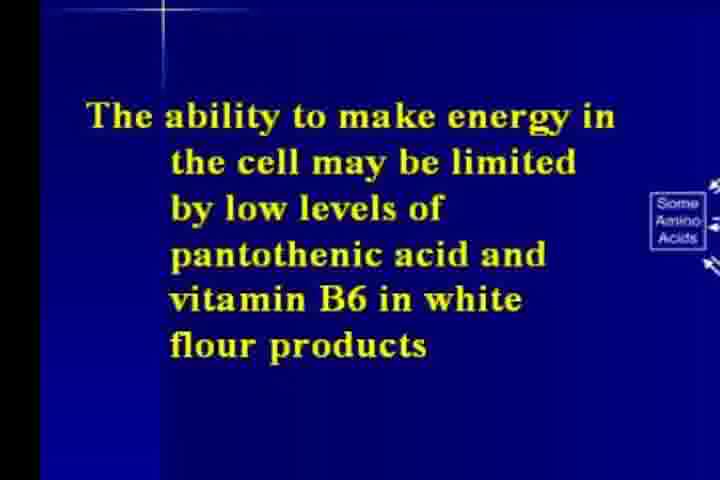 The ability to make energy in
the cell may be limited
by low levels of
pantothenic acid and
vitamin B6 in white
flour products
Some
Amino
Acids